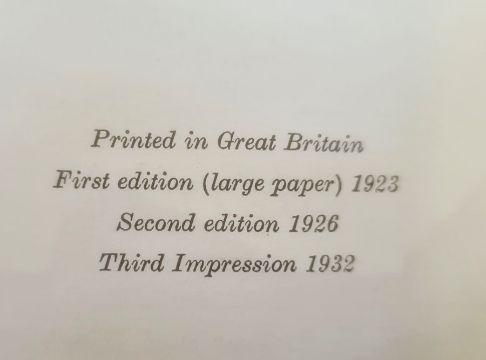 Printed in Great Britain
First edition (large paper) 1923
Second edition 1926
Third Impression 1932